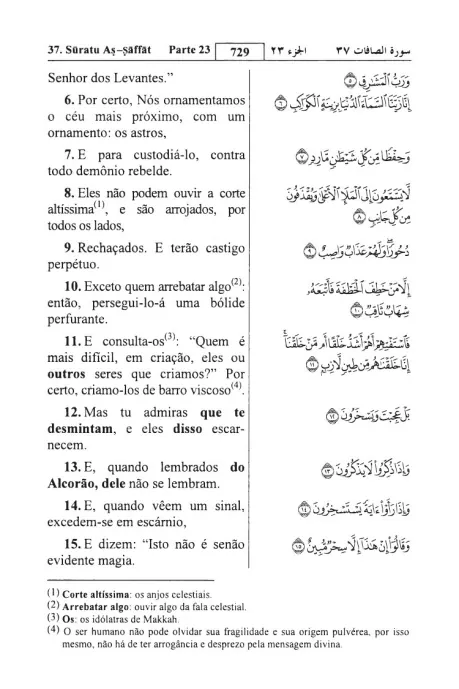 37. Sūratu Aṣ-Ṣāffāt Parte 23 729 الجزء ٢٣ سورة الصافات ٣٧
Senhor dos Levantes.”
6. Por certo, Nós ornamentamos
o céu mais próximo, com um
ornamento: os astros,
7. E para custodiá-lo, contra
todo demônio rebelde.
8. Eles não podem ouvir a corte
altíssima(1), e são arrojados, por
todos os lados,
9. Rechaçados. E terão castigo
perpétuo.
10. Exceto quem arrebatar algo(2):
então, persegui-lo-á uma bólide
perfurante.
11. E consulta-os(3): “Quem é
mais difícil, em criação, eles ou
outros seres que criamos?” Por
certo, criamo-los de barro viscoso(4).
12. Mas tu admiras que te
desmintam, e eles disso escar-
necem.
13. E, quando lembrados do
Alcorão, dele não se lembram.
14. E, quando vêem um sinal,
excedem-se em escárnio,
15. E dizem: “Isto não é senão
evidente magia.
وَرَبُّ ٱلْمَشَٰرِقِ ٥
إِنَّا زَيَّنَّا ٱلسَّمَآءَ ٱلدُّنْيَا بِزِينَةٍ ٱلْكَوَاكِبِ ٦
وَحِفْظًا مِّن كُلِّ شَيْطَٰنٍ مَّارِدٍ ٧
لَّا يَسَّمَّعُونَ إِلَى ٱلْمَلَإِ ٱلْأَعْلَىٰ وَيُقْذَفُونَ
مِن كُلِّ جَانِبٍ ٨
دُحُورًا وَلَهُمْ عَذَابٌ وَاصِبٌ ٩
إِلَّا مَنْ خَطِفَ ٱلْخَطْفَةَ فَأَتْبَعَهُۥ
شِهَابٌ ثَاقِبٌ ١٠
فَٱسْتَفْتِهِمْ أَهُمْ أَشَدُّ خَلْقًا أَم مَّنْ خَلَقْنَآ
إِنَّا خَلَقْنَٰهُم مِّن طِينٍ لَّازِبٍ ١١
بَلْ عَجِبْتَ وَيَسْخَرُونَ ١٢
وَإِذَا ذُكِّرُوا۟ لَا يَذْكُرُونَ ١٣
وَإِذَا رَأَوْا۟ ءَايَةً يَسْتَسْخِرُونَ ١٤
وَقَالُوٓا۟ إِنْ هَٰذَآ إِلَّا سِحْرٌ مُّبِينٌ ١٥
(1) Corte altíssima: os anjos celestiais.
(2) Arrebatar algo: ouvir algo da fala celestial.
(3) Os: os idólatras de Makkah.
(4) O ser humano não pode olvidar sua fragilidade e sua origem pulvérea, por isso
mesmo, não há de ter arrogância e desprezo pela mensagem divina.